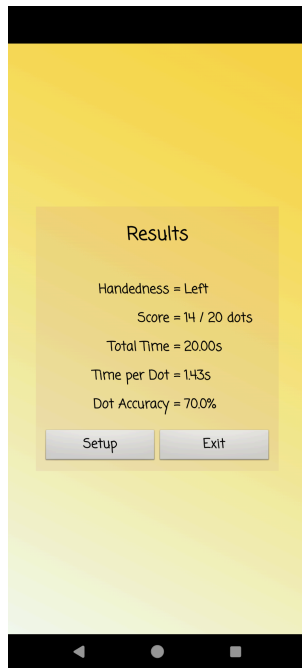 Results
Handedness = Left
Score = 14 / 20 dots
Total Time = 20.00s
Time per Dot = 1.43s
Dot Accuracy = 70.0%
Setup
Exit